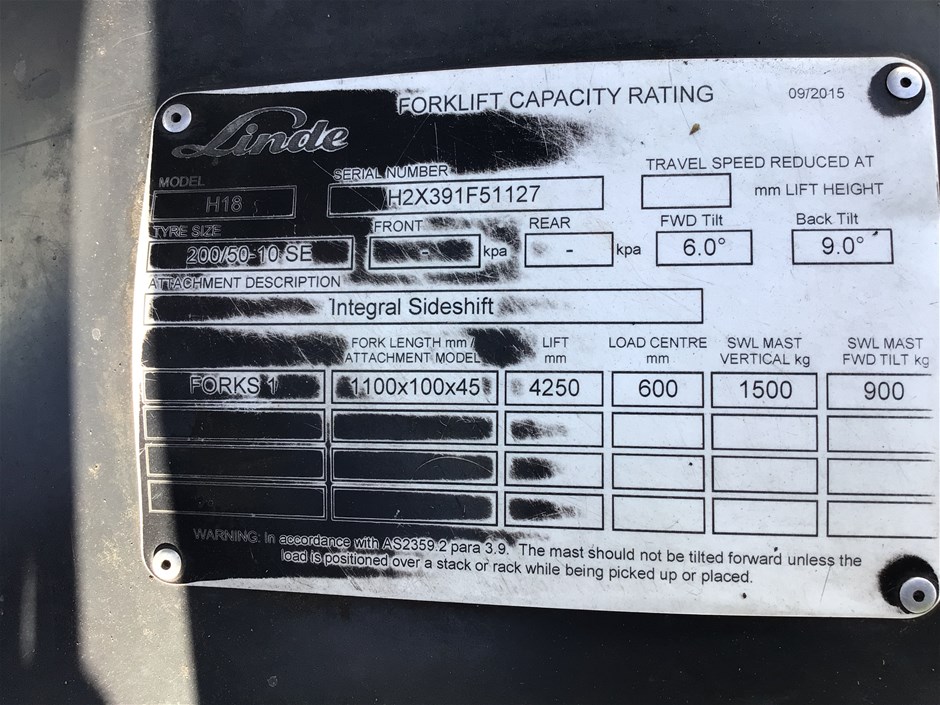 Linde
FORKLIFT CAPACITY RATING
09/2015
MODEL
H18
SERIAL NUMBER
H2X391F51127
TRAVEL SPEED REDUCED AT
mm LIFT HEIGHT
TYRE SIZE
200/50-10 SE
FRONT
- kpa
REAR
- kpa
FWD Tilt
6.0°
Back Tilt
9.0°
ATTACHMENT DESCRIPTION
Integral Sideshift
FORK LENGTH mm / LIFT LOAD CENTRE SWL MAST SWL MAST
ATTACHMENT MODEL mm mm VERTICAL kg FWD TILT kg
FORKS 1 1100x100x45 4250 600 1500 900
WARNING: In accordance with AS2359.2 para 3.9. The mast should not be tilted forward unless the
load is positioned over a stack or rack while being picked up or placed.